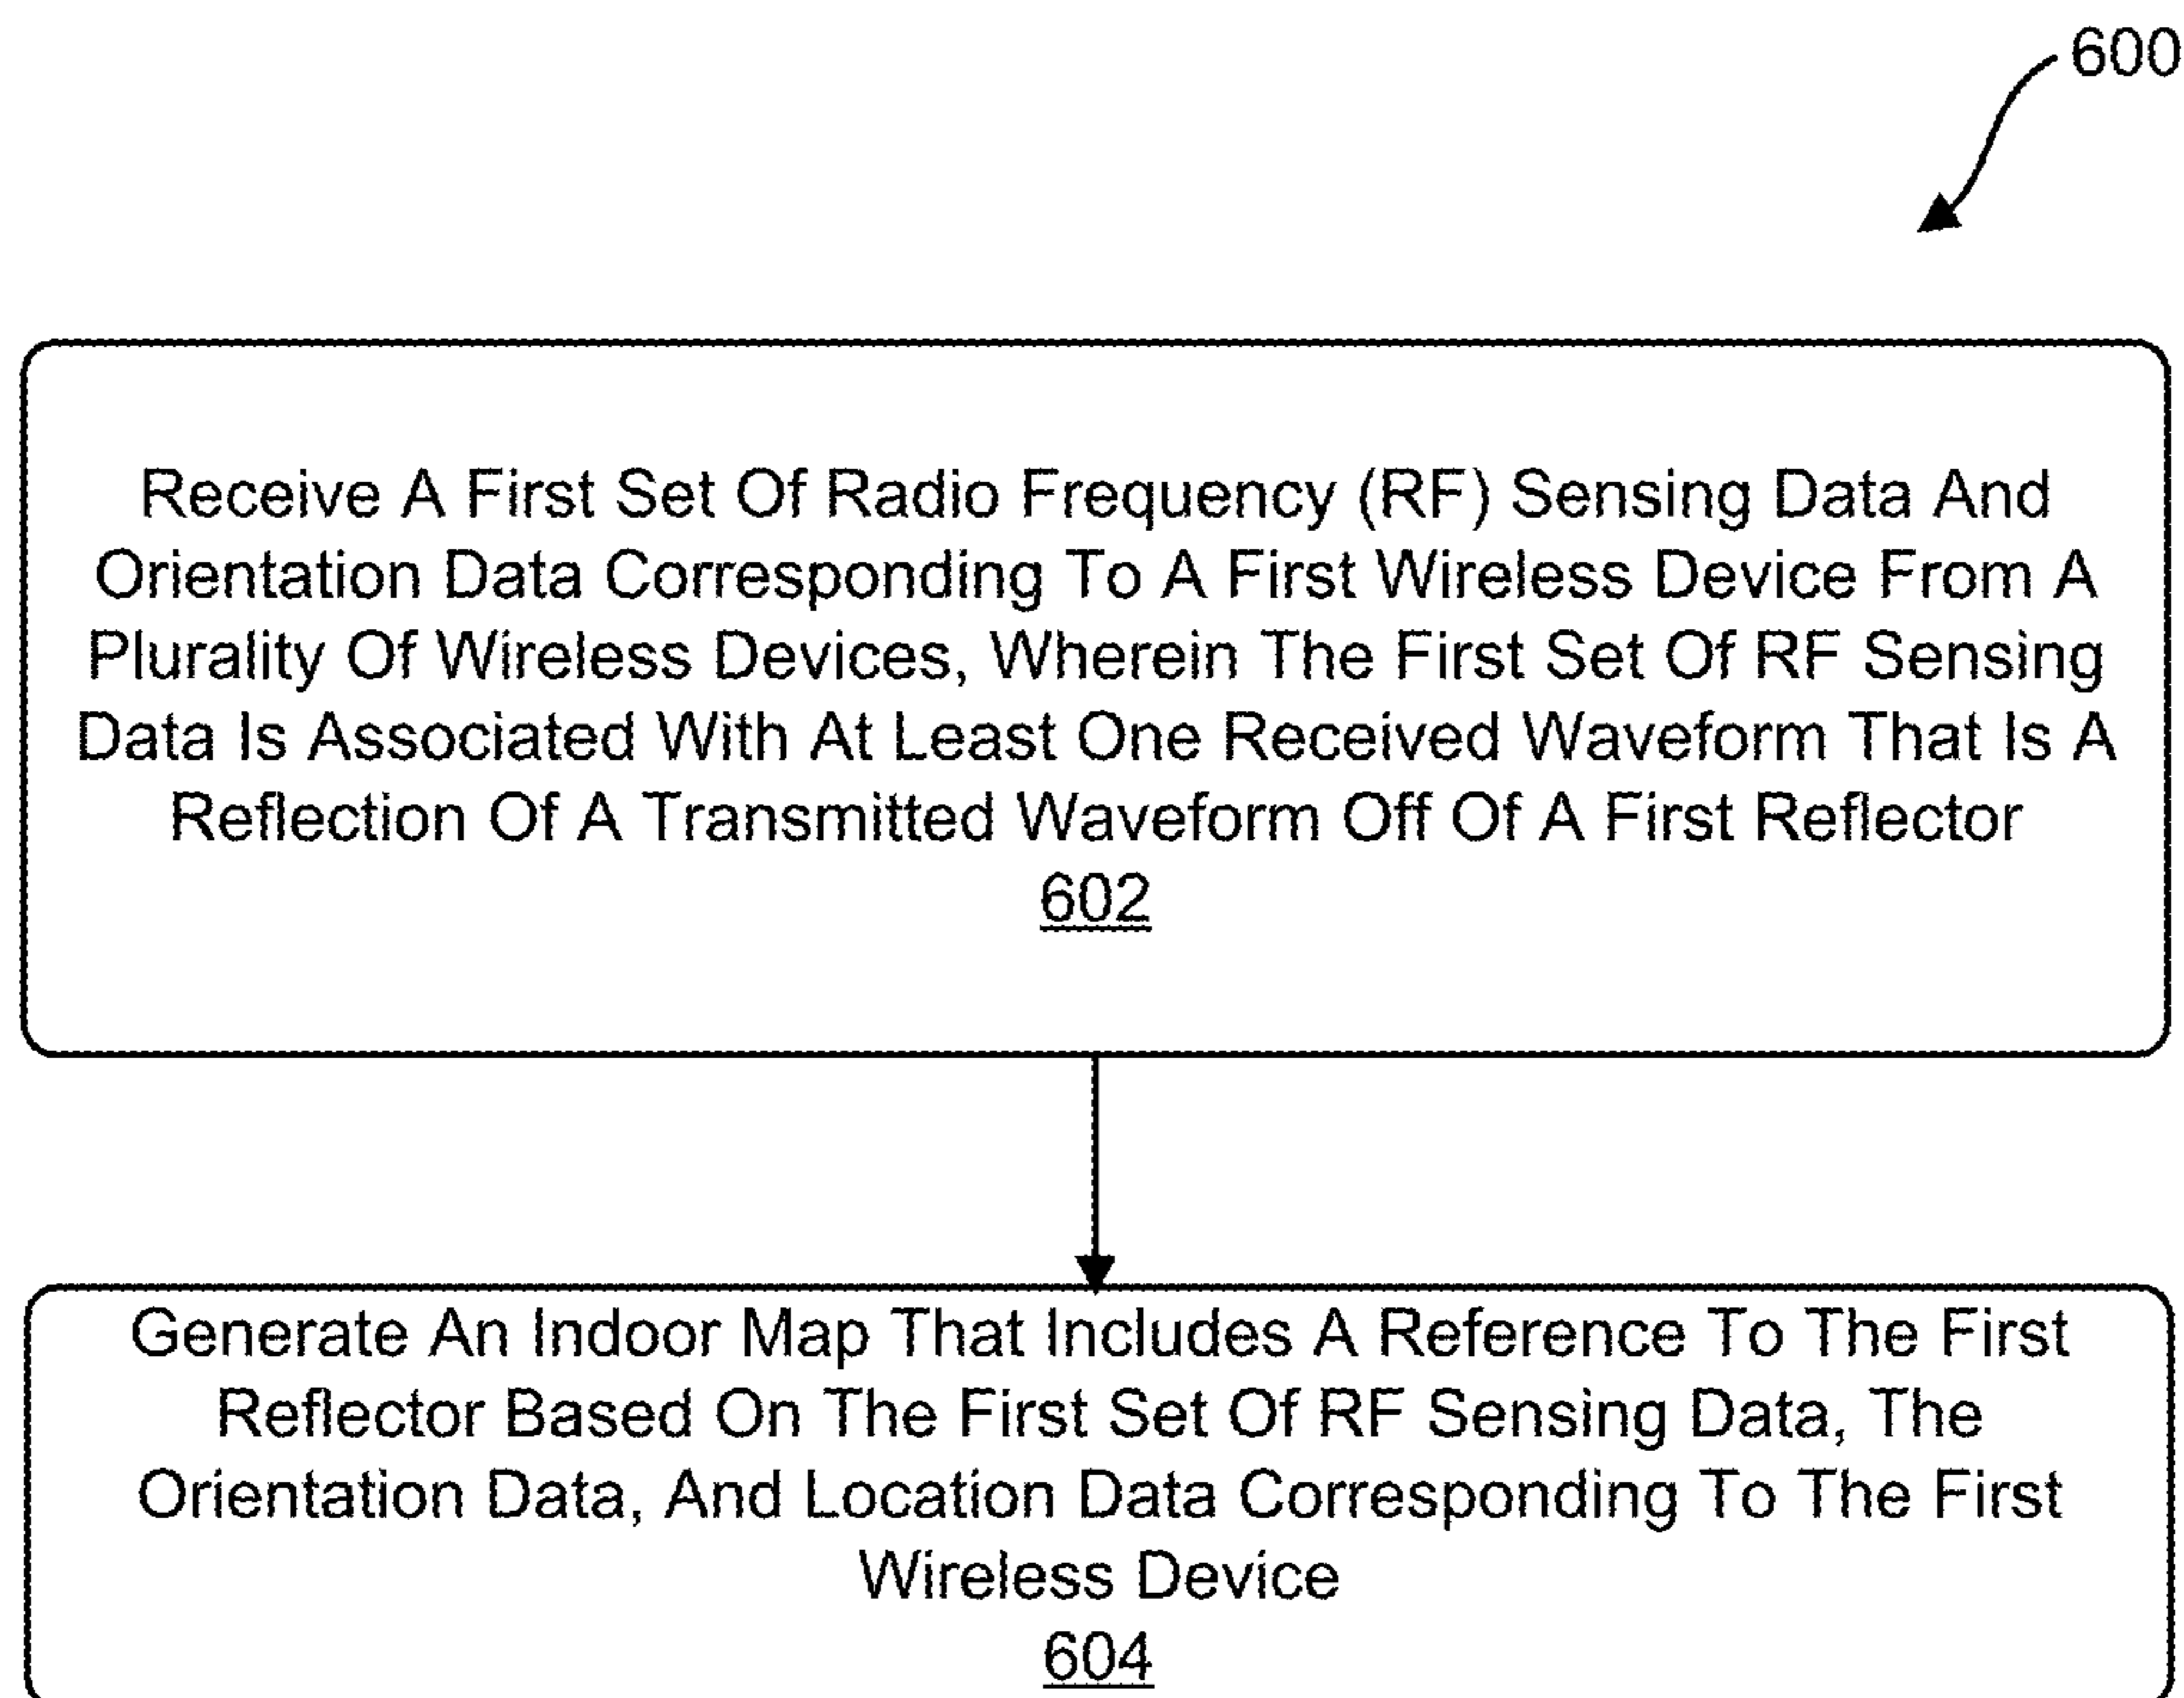 600
Receive A First Set Of Radio Frequency (RF) Sensing Data And
Orientation Data Corresponding To A First Wireless Device From A
Plurality Of Wireless Devices, Wherein The First Set Of RF Sensing
Data Is Associated With At Least One Received Waveform That Is A
Reflection Of A Transmitted Waveform Off Of A First Reflector
602
Generate An Indoor Map That Includes A Reference To The First
Reflector Based On The First Set Of RF Sensing Data, The
Orientation Data, And Location Data Corresponding To The First
Wireless Device
604